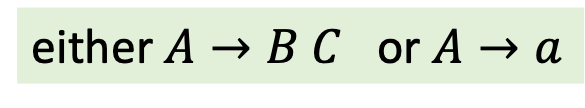 either A → B C or A → a